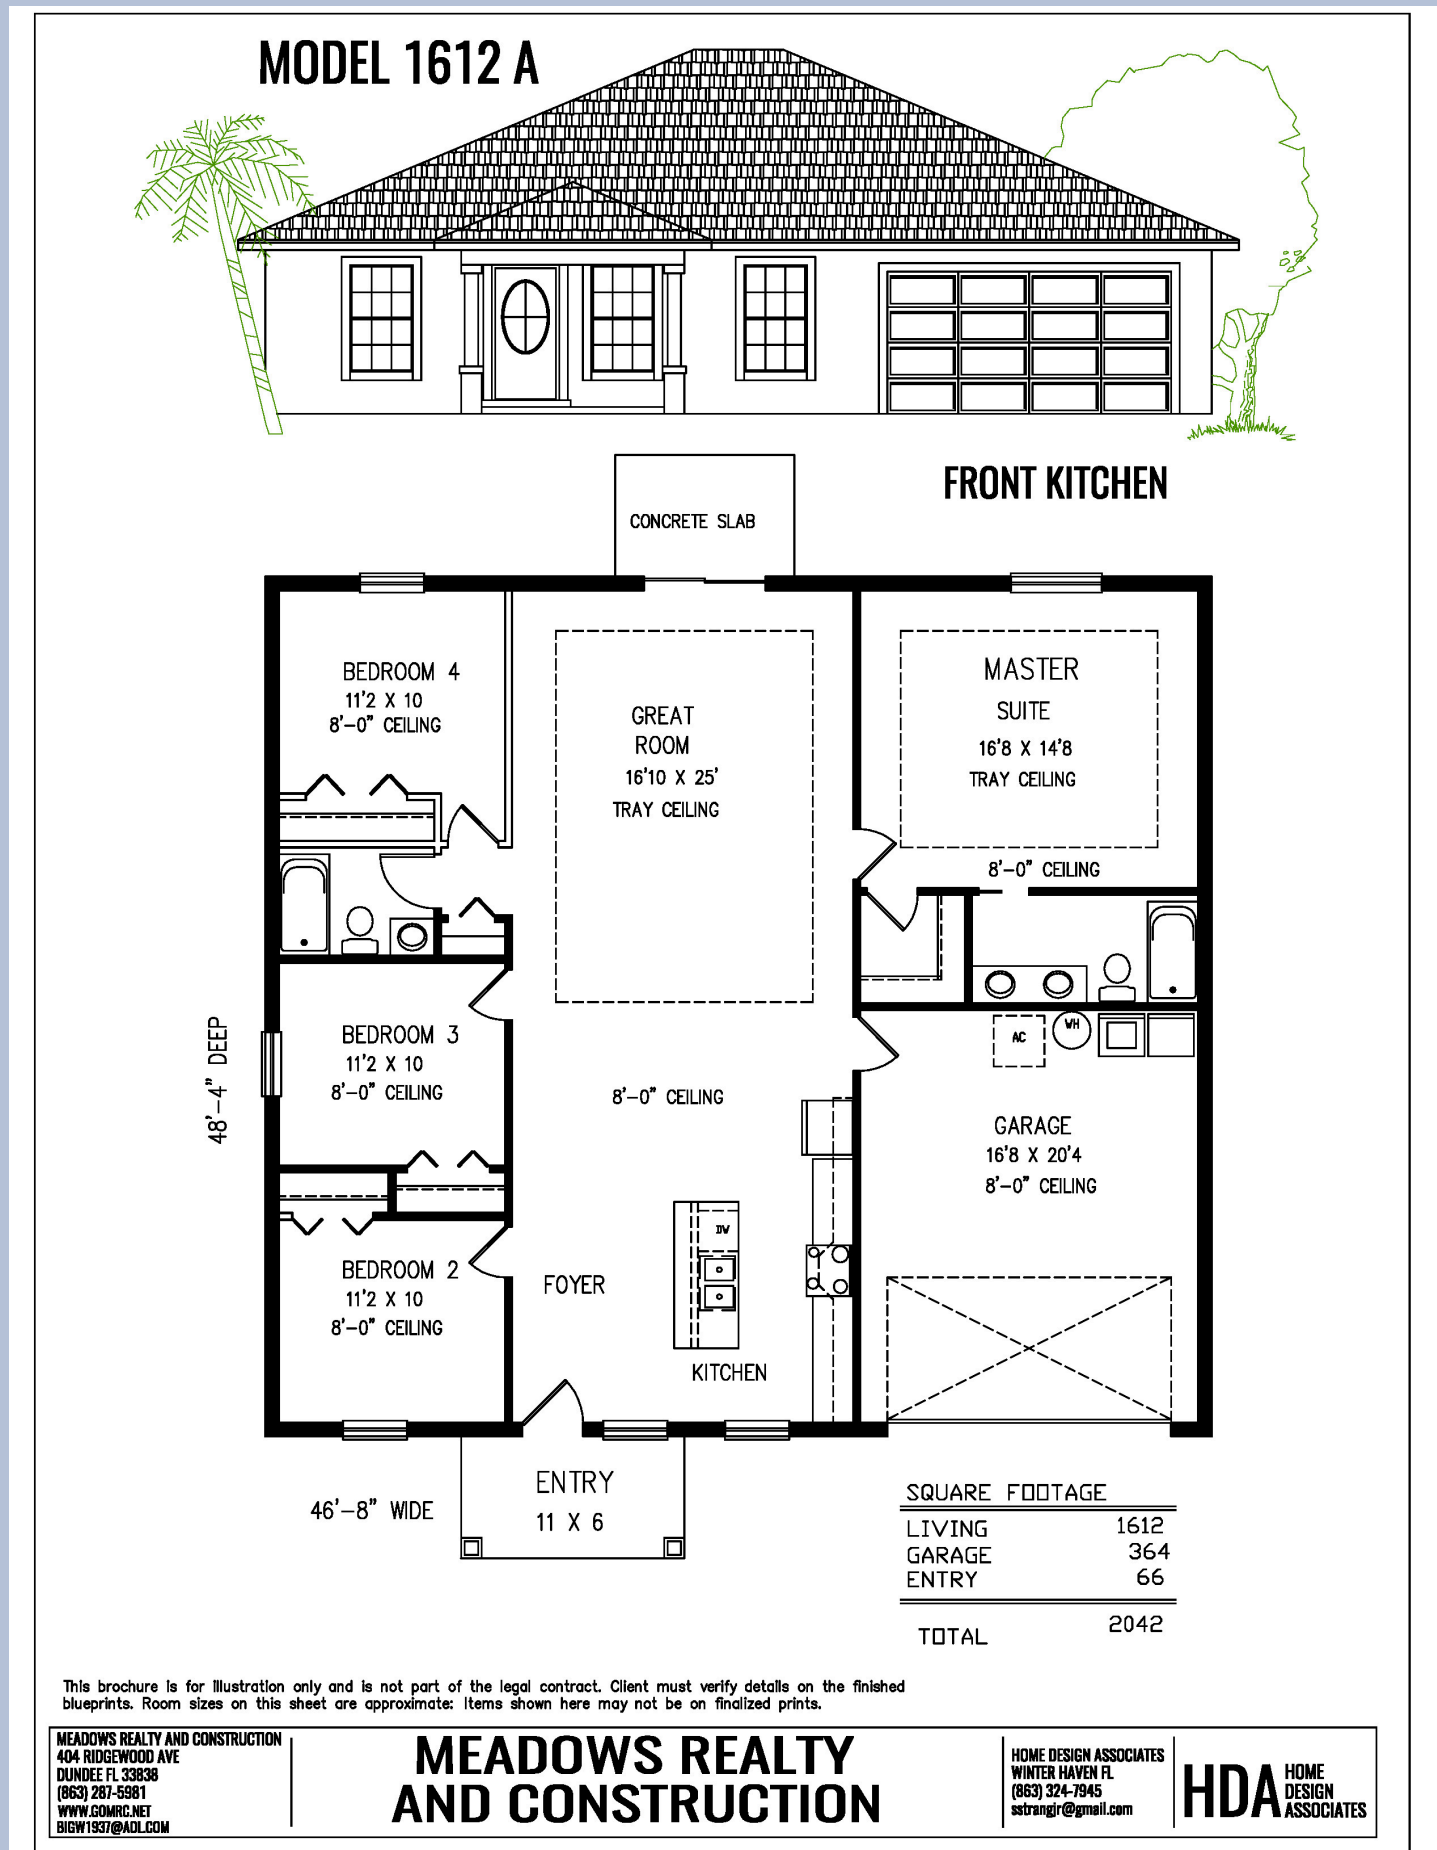 MODEL 1612 A
FRONT KITCHEN
CONCRETE SLAB
BEDROOM 4
11'2 X 10
8'-0" CEILING
GREAT
ROOM
16'10 X 25'
TRAY CEILING
MASTER
SUITE
16'8 X 14'8
TRAY CEILING
8'-0" CEILING
48'-4" DEEP
BEDROOM 3
11'2 X 10
8'-0" CEILING
8'-0" CEILING
AC
WH
GARAGE
16'8 X 20'4
8'-0" CEILING
DW
BEDROOM 2
11'2 X 10
8'-0" CEILING
FOYER
KITCHEN
46'-8" WIDE
ENTRY
11 X 6
SQUARE FOOTAGE
LIVING 1612
GARAGE 364
ENTRY 66
TOTAL 2042
This brochure is for illustration only and is not part of the legal contract. Client must verify details on the finished
blueprints. Room sizes on this sheet are approximate: Items shown here may not be on finalized prints.
MEADOWS REALTY AND CONSTRUCTION
404 RIDGEWOOD AVE
DUNDEE FL 33838
(863) 287-5981
WWW.GOMRC.NET
BIGW1937@AOL.COM
MEADOWS REALTY
AND CONSTRUCTION
HOME DESIGN ASSOCIATES
WINTER HAVEN FL
(863) 324-7945
sstrangjr@gmail.com
HDA
HOME
DESIGN
ASSOCIATES